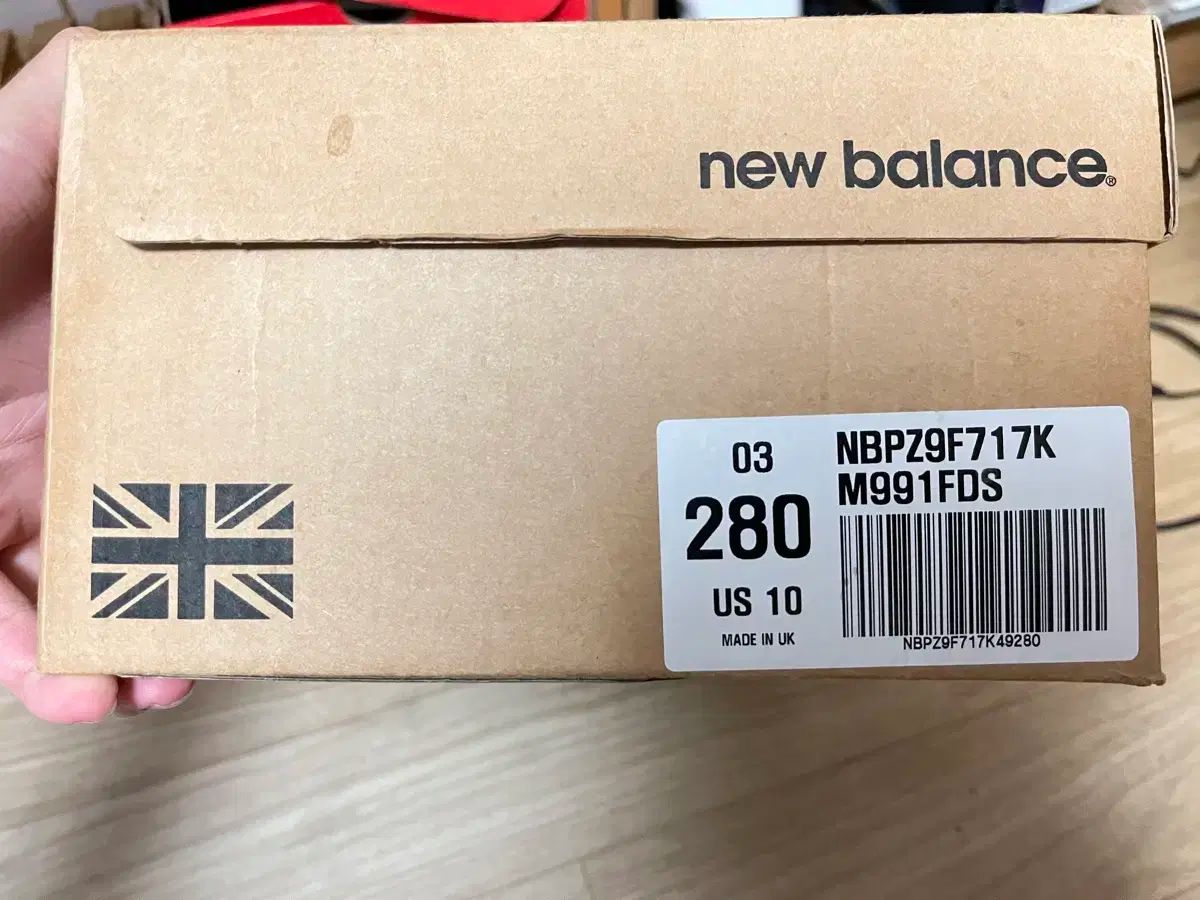 new balance®
03
280
US 10
MADE IN UK
NBPZ9F717K
M991FDS
NBPZ9F717K49280